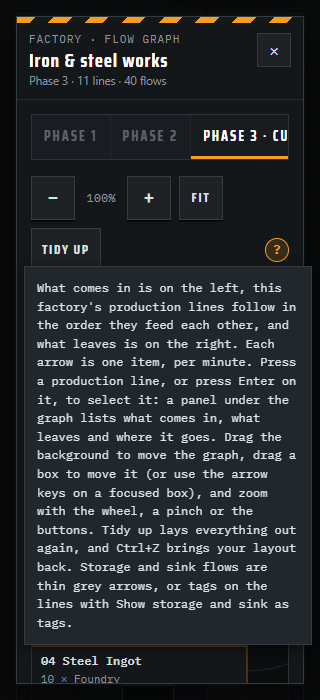 FACTORY · FLOW GRAPH
Iron & steel works
Phase 3 · 11 lines · 40 flows
×
PHASE 1
PHASE 2
PHASE 3 · CU
−
100%
+
FIT
TIDY UP
?
What comes in is on the left, this
factory's production lines follow in
the order they feed each other, and
what leaves is on the right. Each
arrow is one item, per minute. Press
a production line, or press Enter on
it, to select it: a panel under the
graph lists what comes in, what
leaves and where it goes. Drag the
background to move the graph, drag a
box to move it (or use the arrow
keys on a focused box), and zoom
with the wheel, a pinch or the
buttons. Tidy up lays everything out
again, and Ctrl+Z brings your layout
back. Storage and sink flows are
thin grey arrows, or tags on the
lines with Show storage and sink as
tags.
04 Steel Ingot
10 × Foundry